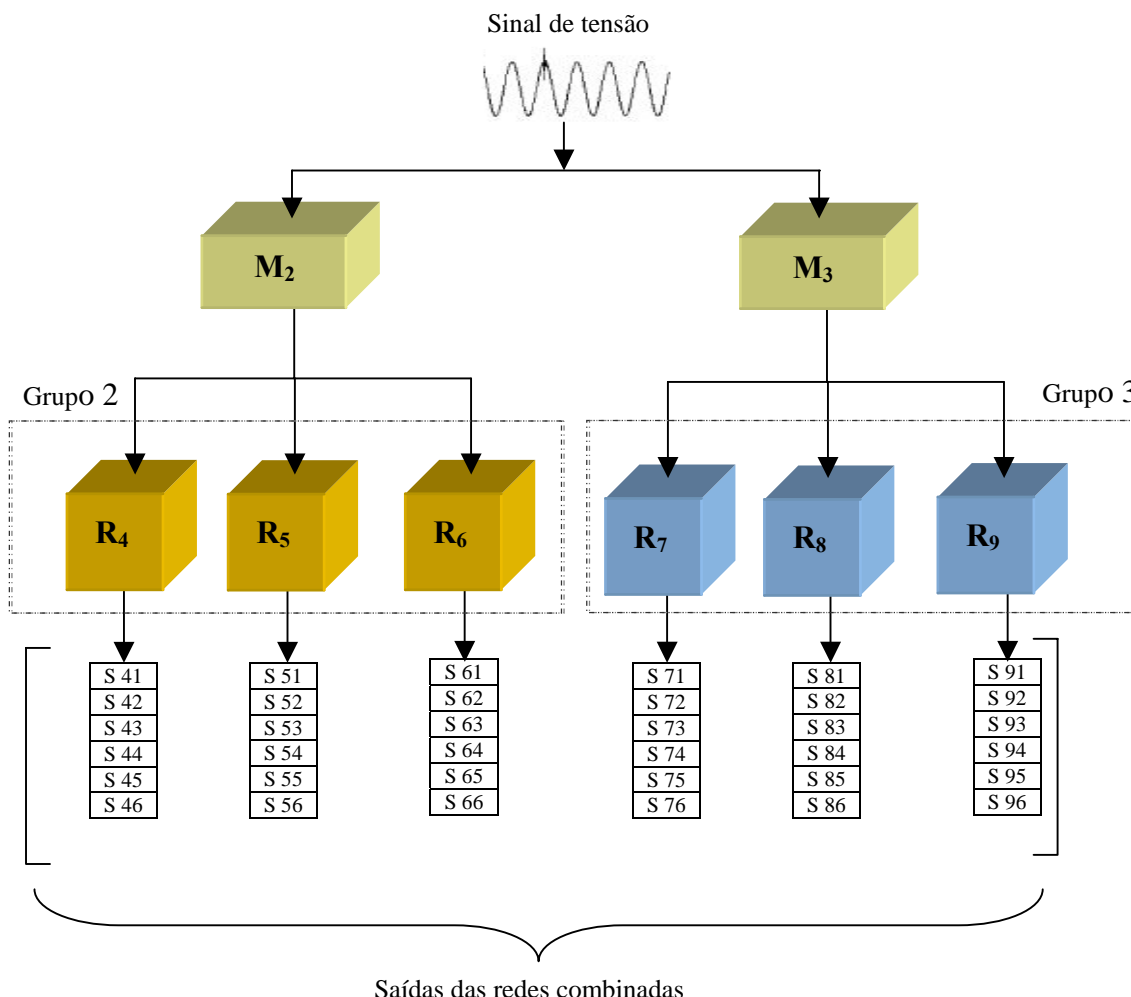 Sinal de tensão
M₂
M₃
Grupo 2
Grupo 3
R₄
R₅
R₆
R₇
R₈
R₉
S 41
S 42
S 43
S 44
S 45
S 46
S 51
S 52
S 53
S 54
S 55
S 56
S 61
S 62
S 63
S 64
S 65
S 66
S 71
S 72
S 73
S 74
S 75
S 76
S 81
S 82
S 83
S 84
S 85
S 86
S 91
S 92
S 93
S 94
S 95
S 96
Saídas das redes combinadas